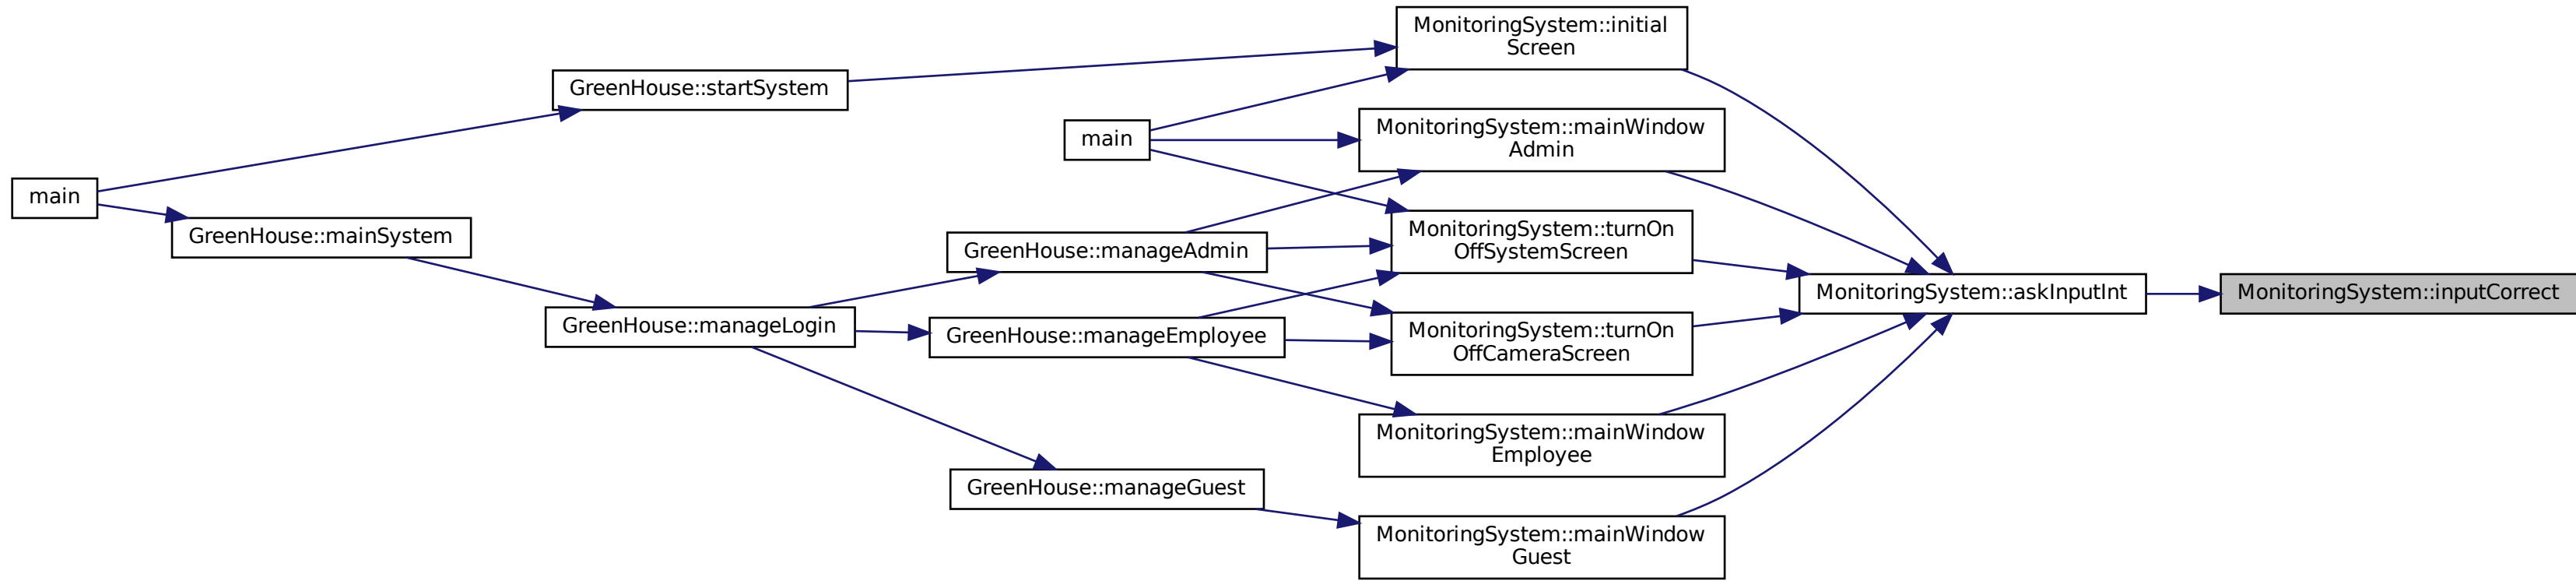 MonitoringSystem::initial
Screen
GreenHouse::startSystem
MonitoringSystem::mainWindow
Admin
main
main
MonitoringSystem::turnOn
OffSystemScreen
GreenHouse::mainSystem
GreenHouse::manageAdmin
MonitoringSystem::askInputInt
MonitoringSystem::inputCorrect
GreenHouse::manageLogin
GreenHouse::manageEmployee
MonitoringSystem::turnOn
OffCameraScreen
MonitoringSystem::mainWindow
Employee
GreenHouse::manageGuest
MonitoringSystem::mainWindow
Guest